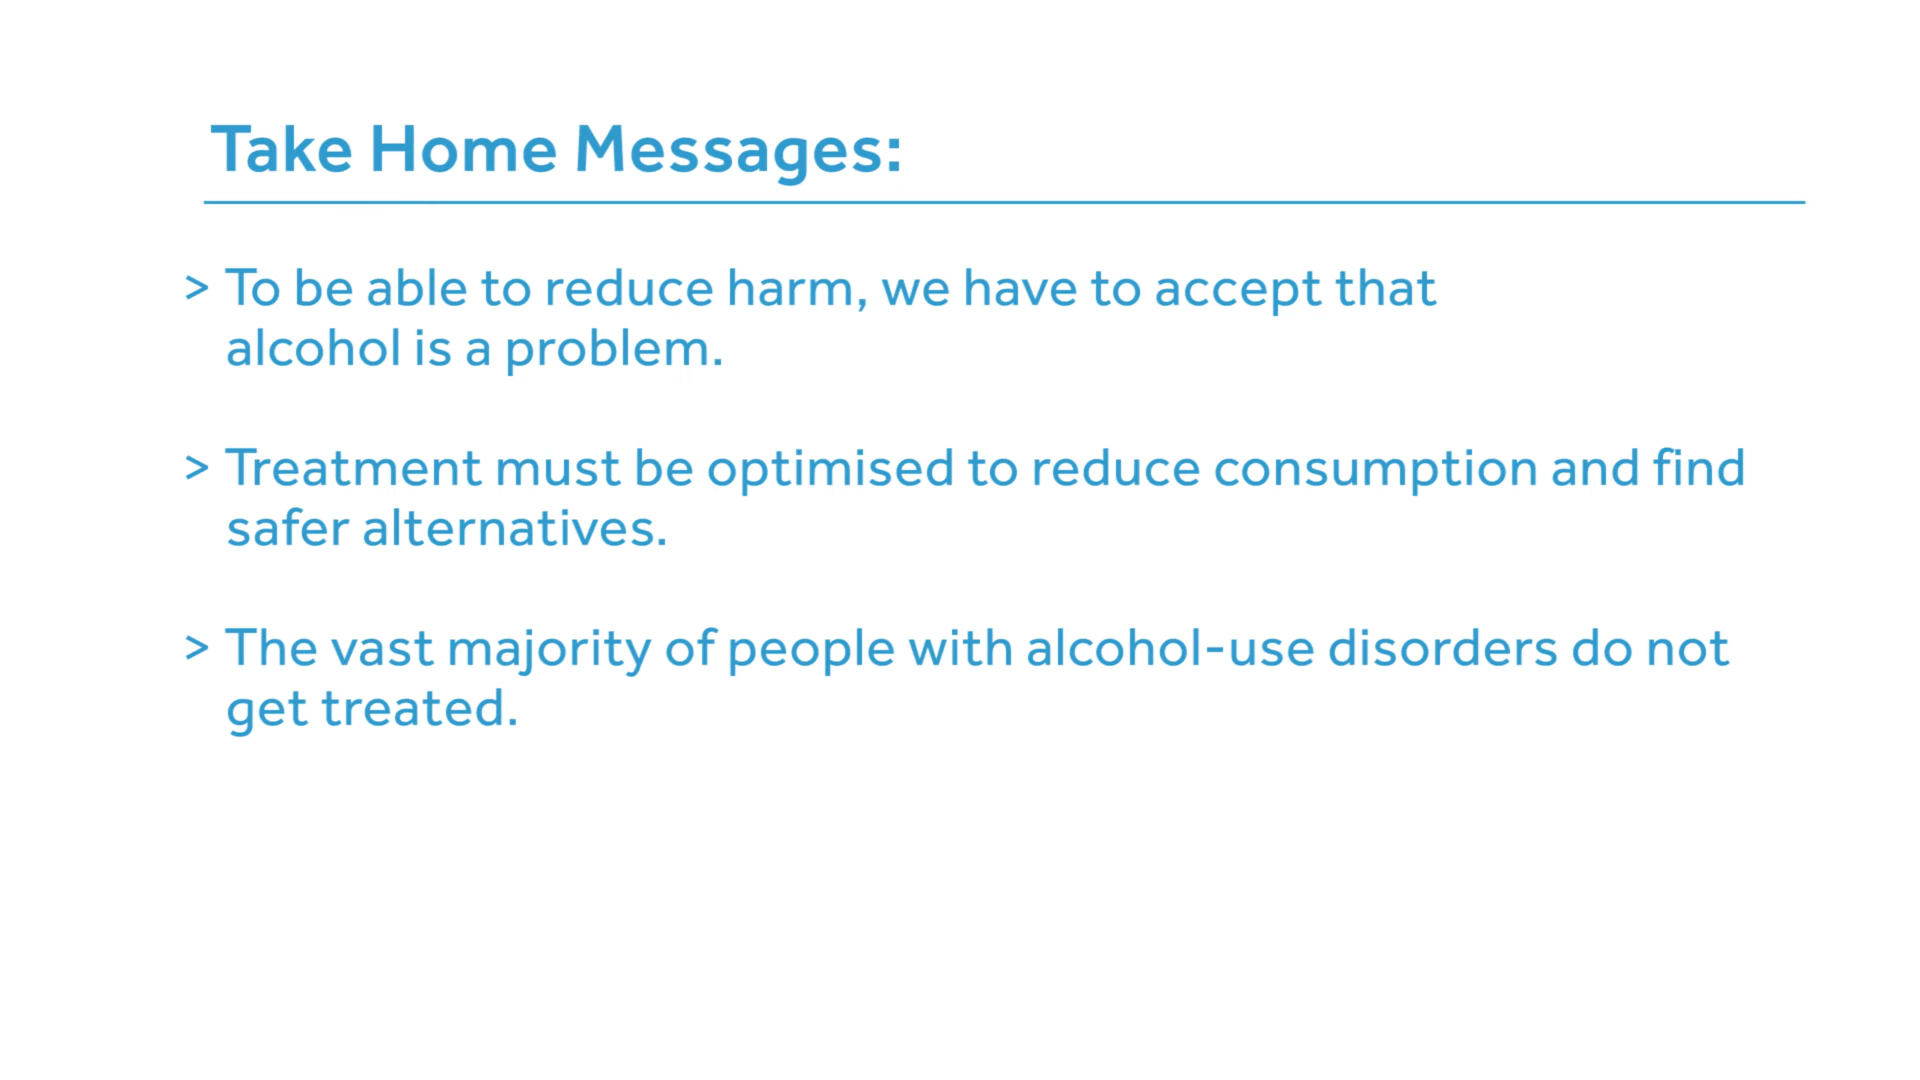 Take Home Messages:
> To be able to reduce harm, we have to accept that
alcohol is a problem.
> Treatment must be optimised to reduce consumption and find
safer alternatives.
> The vast majority of people with alcohol-use disorders do not
get treated.